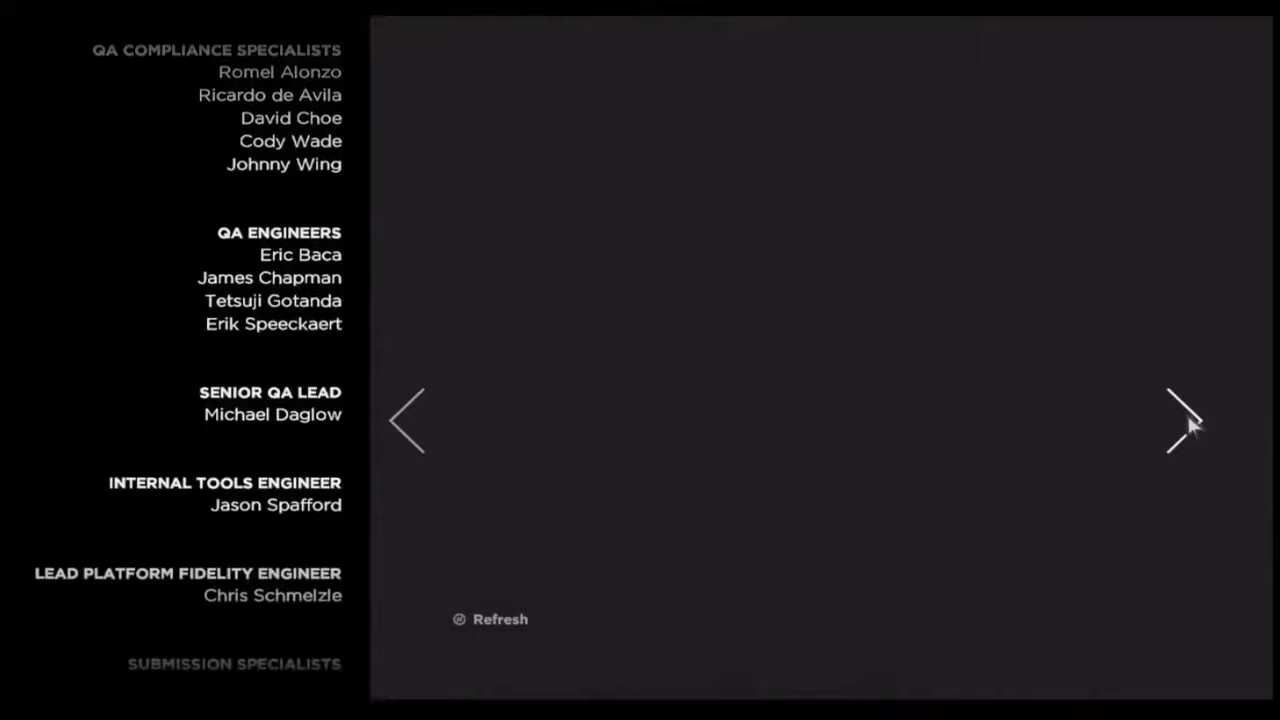 QA COMPLIANCE SPECIALISTS
Romel Alonzo
Ricardo de Avila
David Choe
Cody Wade
Johnny Wing
QA ENGINEERS
Eric Baca
James Chapman
Tetsuji Gotanda
Erik Speeckaert
SENIOR QA LEAD
Michael Daglow
INTERNAL TOOLS ENGINEER
Jason Spafford
LEAD PLATFORM FIDELITY ENGINEER
Chris Schmelzle
SUBMISSION SPECIALISTS
Refresh